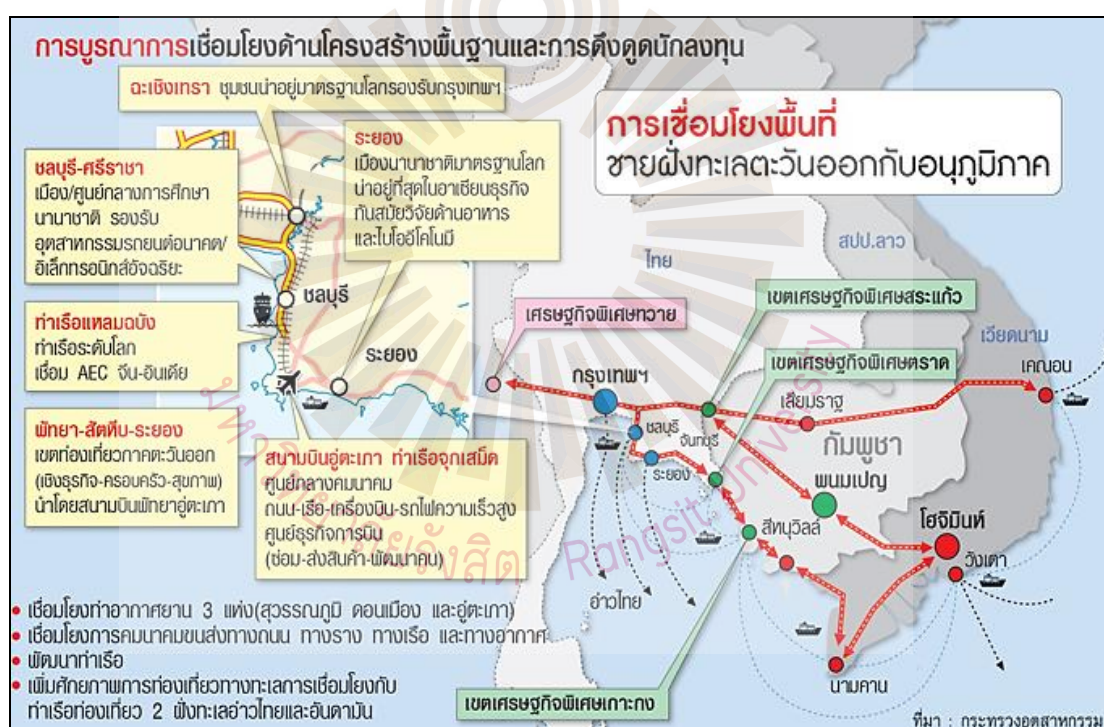 การบูรณาการเชื่อมโยงด้านโครงสร้างพื้นฐานและการดึงดูดนักลงทุน
ฉะเชิงเทรา ชุมชนน่าอยู่มาตรฐานโลกรองรับกรุงเทพฯ
การเชื่อมโยงพื้นที่
ชายฝั่งทะเลตะวันออกกับอนุภูมิภาค
ชลบุรี-ศรีราชา
เมือง/ศูนย์กลางการศึกษา
นานาชาติ รองรับ
อุตสาหกรรมรถยนต์อนาคต/
อิเล็กทรอนิกส์อัจฉริยะ
ระยอง
เมืองนานาชาติมาตรฐานโลก
น่าอยู่ที่สุดในอาเซียนธุรกิจ
ทันสมัยวิจัยด้านอาหาร
และไบโออีโคโนมี
ท่าเรือแหลมฉบัง
ท่าเรือระดับโลก
เชื่อม AEC จีน-อินเดีย
ชลบุรี
ระยอง
พัทยา-สัตหีบ-ระยอง
เขตท่องเที่ยวภาคตะวันออก
(เชิงธุรกิจ-ครอบครัว-สุขภาพ)
นำโดยสนามบินพัทยาอู่ตะเภา
สนามบินอู่ตะเภา ท่าเรือจุกเสม็ด
ศูนย์กลางคมนาคม
ถนน-เรือ-เครื่องบิน-รถไฟความเร็วสูง
ศูนย์ธุรกิจการบิน
(ซ่อม-ส่งสินค้า-พัฒนาคน)
สปป.ลาว
ไทย
เขตเศรษฐกิจพิเศษสระแก้ว
เศรษฐกิจพิเศษทวาย
เวียดนาม
เขตเศรษฐกิจพิเศษตราด
เคญอน
กรุงเทพฯ
เสียมราฐ
ชลบุรี
จันทบุรี
กัมพูชา
ระยอง
พนมเปญ
สีหนุวิลล์
โฮจิมินห์
วังเตา
อ่าวไทย
นามคาน
เขตเศรษฐกิจพิเศษเกาะกง
• เชื่อมโยงท่าอากาศยาน 3 แห่ง(สุวรรณภูมิ ดอนเมือง และอู่ตะเภา)
• เชื่อมโยงการคมนาคมขนส่งทางถนน ทางราง ทางเรือ และทางอากาศ
• พัฒนาท่าเรือ
• เพิ่มศักยภาพการท่องเที่ยวทางทะเลการเชื่อมโยงกับ
ท่าเรือท่องเที่ยว 2 ฝั่งทะเลอ่าวไทยและอันดามัน
ที่มา : กระทรวงอุตสาหกรรม
มหาวิทยาลัยรังสิต Rangsit University